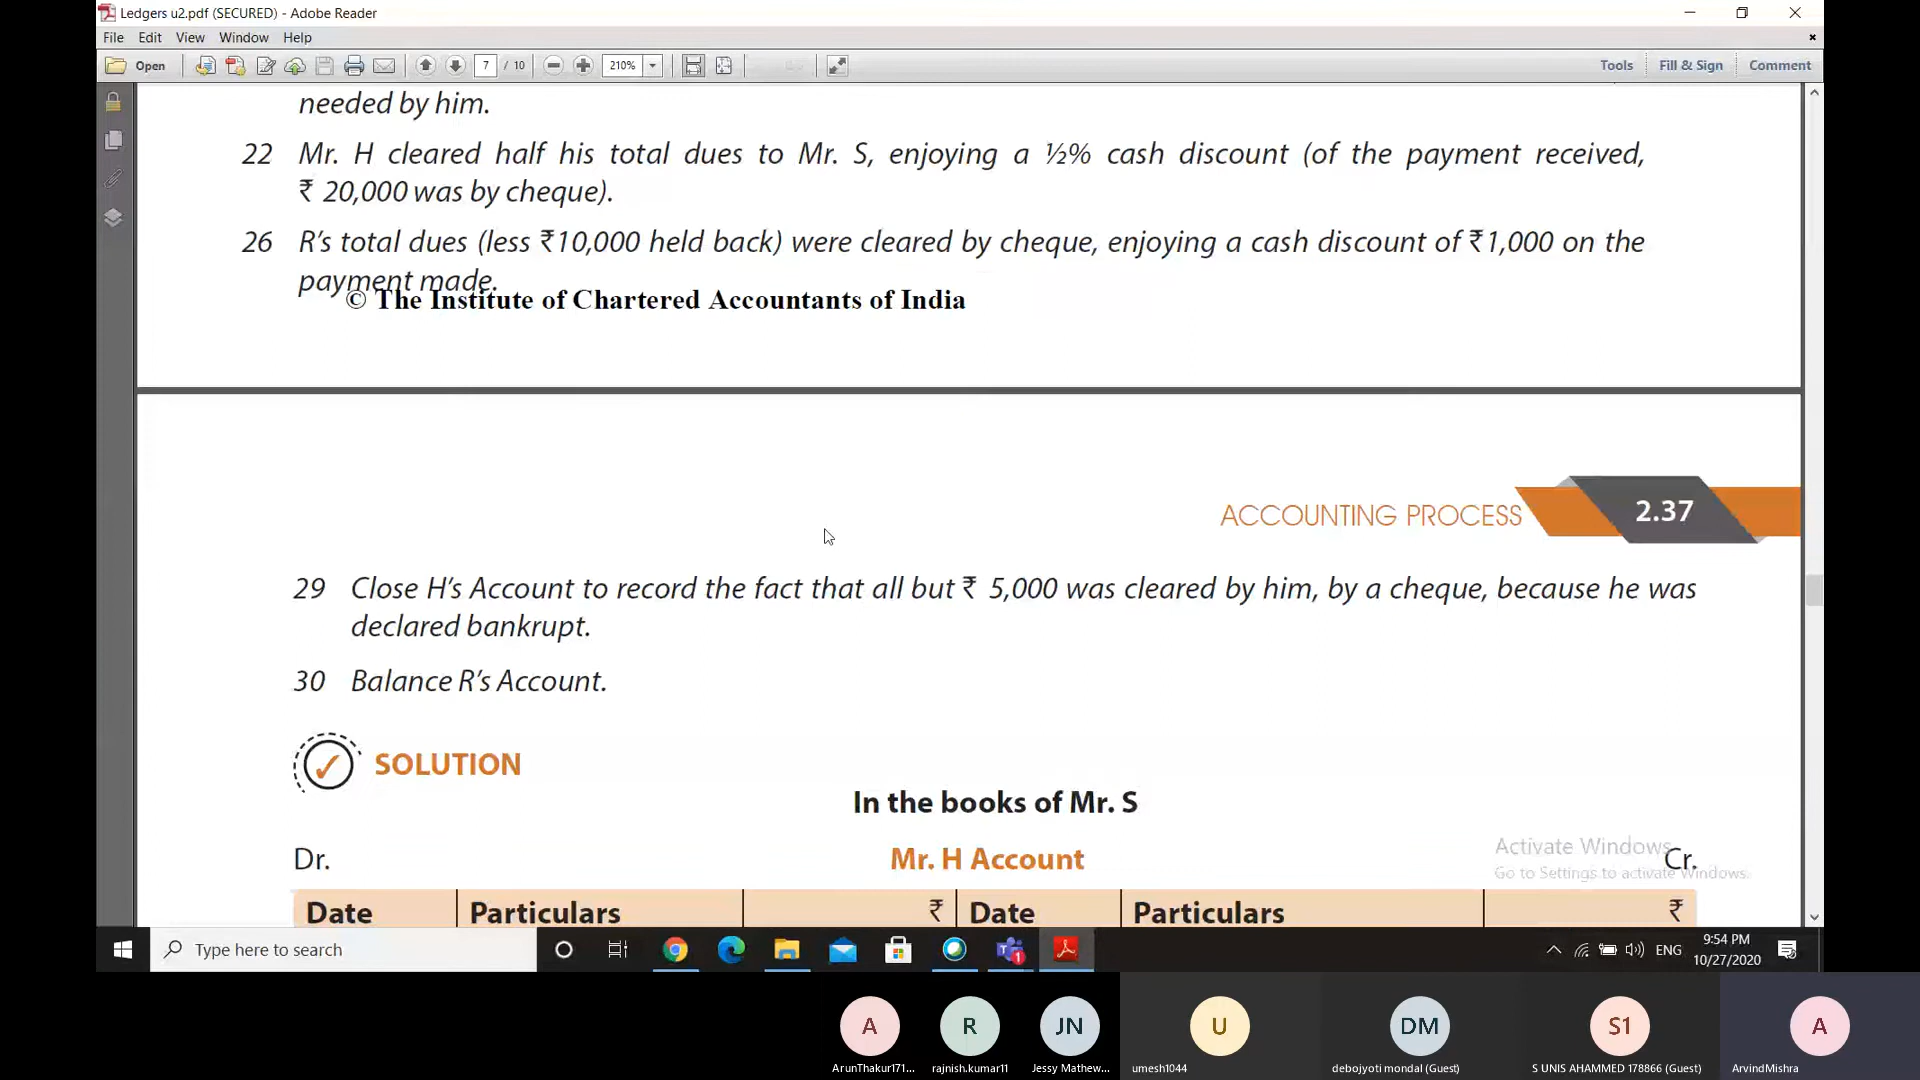 Ledgers u2.pdf (SECURED) - Adobe Reader
File Edit View Window Help
Open 7 / 10 210% Tools Fill & Sign Comment
needed by him.
22 Mr. H cleared half his total dues to Mr. S, enjoying a ½% cash discount (of the payment received,
₹ 20,000 was by cheque).
26 R's total dues (less ₹10,000 held back) were cleared by cheque, enjoying a cash discount of ₹1,000 on the
payment made.
© The Institute of Chartered Accountants of India
ACCOUNTING PROCESS 2.37
29 Close H's Account to record the fact that all but ₹ 5,000 was cleared by him, by a cheque, because he was
declared bankrupt.
30 Balance R's Account.
SOLUTION
In the books of Mr. S
Dr. Mr. H Account Cr.
Activate Windows
Go to Settings to activate Windows.
Date Particulars ₹ Date Particulars ₹
Type here to search
1
ENG
9:54 PM
10/27/2020
A R JN U DM S1 A
ArunThakur171... rajnish.kumar11 Jessy Mathew... umesh1044 debojyoti mondal (Guest) S UNIS AHAMMED 178866 (Guest) ArvindMishra